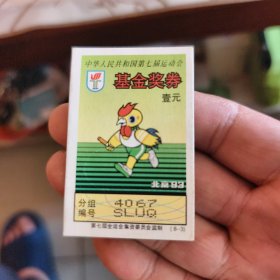 中华人民共和国第七届运动会
基金奖券
壹元
北京93
分组 4067
编号 SLUQ
第七届全运会集资委员会监制 (8-3)